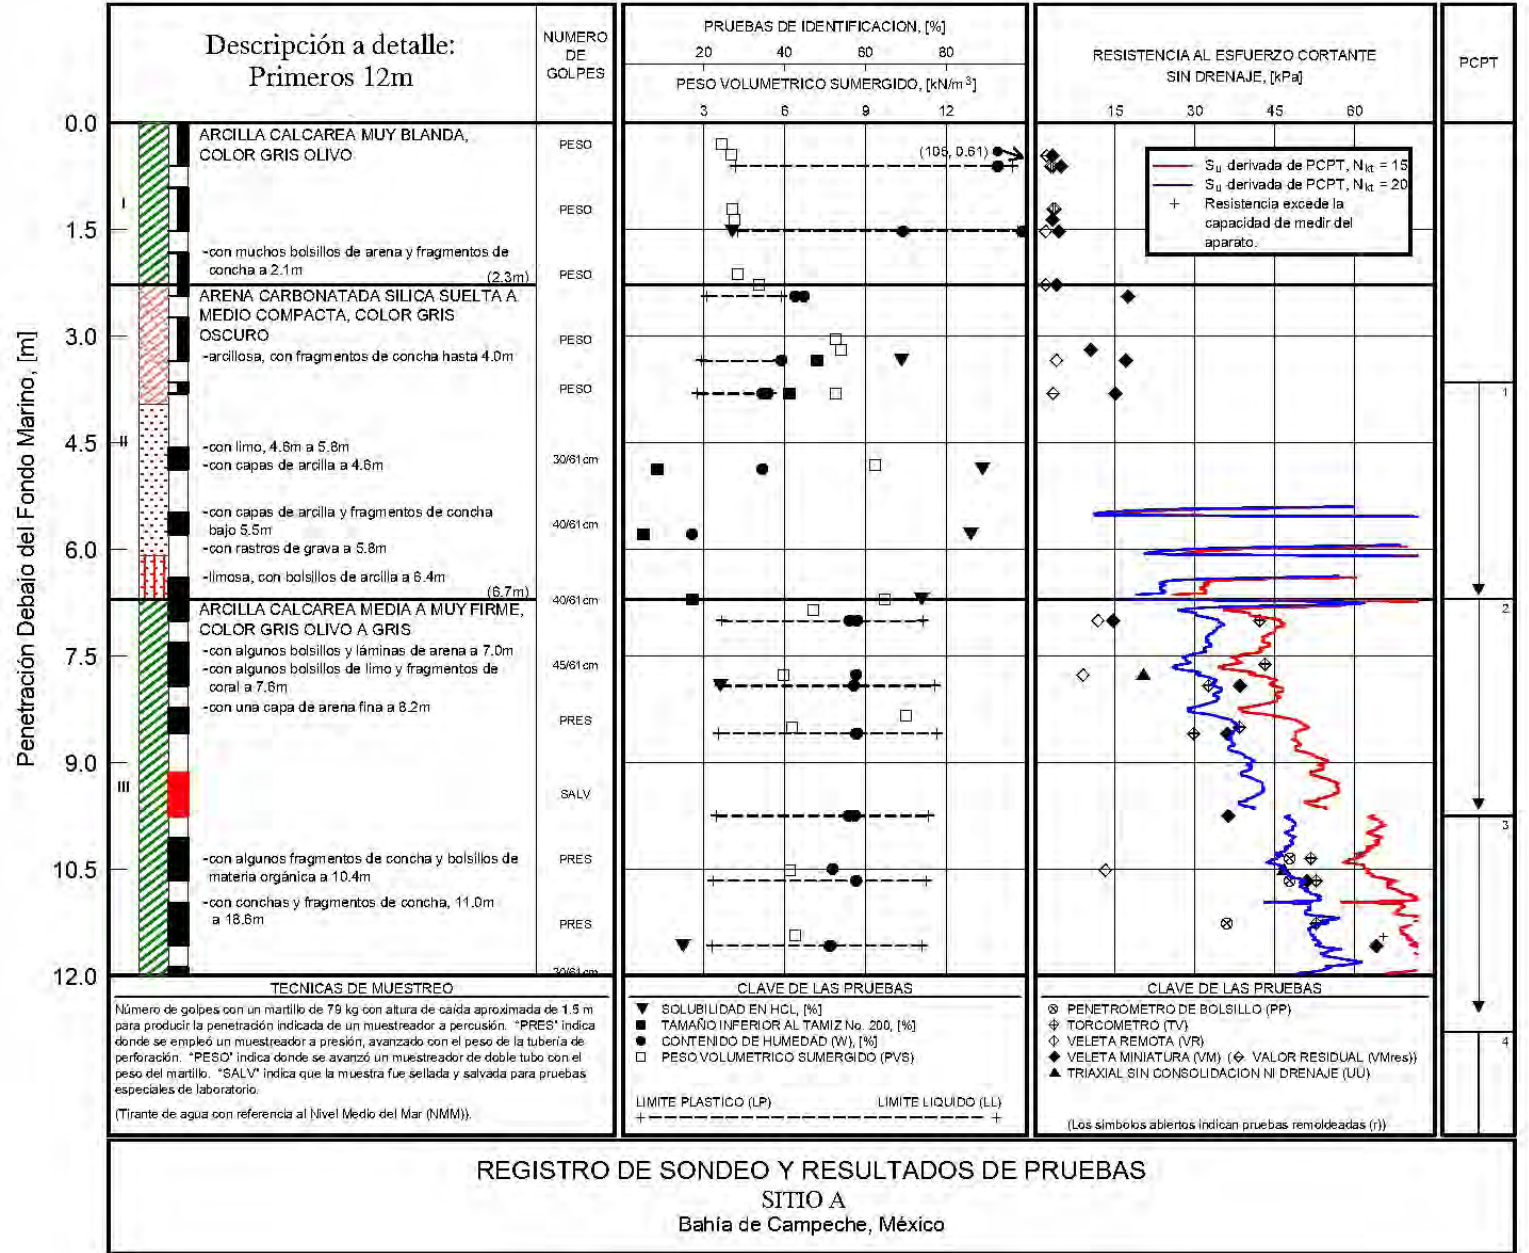 Descripción a detalle:
Primeros 12m
NUMERO
DE
GOLPES
PRUEBAS DE IDENTIFICACION, [%]
20 40 60 80
PESO VOLUMETRICO SUMERGIDO, [kN/m3]
3 6 9 12
RESISTENCIA AL ESFUERZO CORTANTE
SIN DRENAJE, [kPa]
15 30 45 60
PCPT
Penetración Debajo del Fondo Marino, [m]
0.0
1.5
3.0
4.5
6.0
7.5
9.0
10.5
12.0
I
II
III
ARCILLA CALCAREA MUY BLANDA,
COLOR GRIS OLIVO
-con muchos bolsillos de arena y fragmentos de
concha a 2.1m
(2.3m)
ARENA CARBONATADA SILICA SUELTA A
MEDIO COMPACTA, COLOR GRIS
OSCURO
-arcillosa, con fragmentos de concha hasta 4.0m
-con limo, 4.6m a 5.8m
-con capas de arcilla a 4.6m
-con capas de arcilla y fragmentos de concha
bajo 5.5m
-con rastros de grava a 5.8m
-limosa, con bolsillos de arcilla a 6.4m
(6.7m)
ARCILLA CALCAREA MEDIA A MUY FIRME,
COLOR GRIS OLIVO A GRIS
-con algunos bolsillos y láminas de arena a 7.0m
-con algunos bolsillos de limo y fragmentos de
coral a 7.6m
-con una capa de arena fina a 8.2m
-con algunos fragmentos de concha y bolsillos de
materia orgánica a 10.4m
-con conchas y fragmentos de concha, 11.0m
a 18.6m
PESO
PESO
PESO
PESO
PESO
30/61cm
40/61cm
40/61cm
45/61cm
PRES
SALV
PRES
PRES
30/61cm
(105, 0.61)
Su derivada de PCPT, Nkt = 15
Su derivada de PCPT, Nkt = 20
+ Resistencia excede la
capacidad de medir del
aparato.
1
2
3
4
TECNICAS DE MUESTREO
Número de golpes con un martillo de 79 kg con altura de caída aproximada de 1.5 m
para producir la penetración indicada de un muestreador a percusión. "PRES" indica
donde se empleó un muestreador a presión, avanzado con el peso de la tubería de
perforación. "PESO" indica donde se avanzó un muestreador de doble tubo con el
peso del martillo. "SALV" indica que la muestra fue sellada y salvada para pruebas
especiales de laboratorio.
(Tirante de agua con referencia al Nivel Medio del Mar (NMM)).
CLAVE DE LAS PRUEBAS
▼ SOLUBILIDAD EN HCL, [%]
■ TAMAÑO INFERIOR AL TAMIZ No. 200, [%]
● CONTENIDO DE HUMEDAD (W), [%]
□ PESO VOLUMETRICO SUMERGIDO (PVS)
LIMITE PLASTICO (LP) LIMITE LIQUIDO (LL)
CLAVE DE LAS PRUEBAS
PENETROMETRO DE BOLSILLO (PP)
TORCOMETRO (TV)
VELETA REMOTA (VR)
VELETA MINIATURA (VM) ( VALOR RESIDUAL (VMres))
TRIAXIAL SIN CONSOLIDACION NI DRENAJE (UU)
(Los símbolos abiertos indican pruebas remoldeadas (r))
REGISTRO DE SONDEO Y RESULTADOS DE PRUEBAS
SITIO A
Bahía de Campeche, México